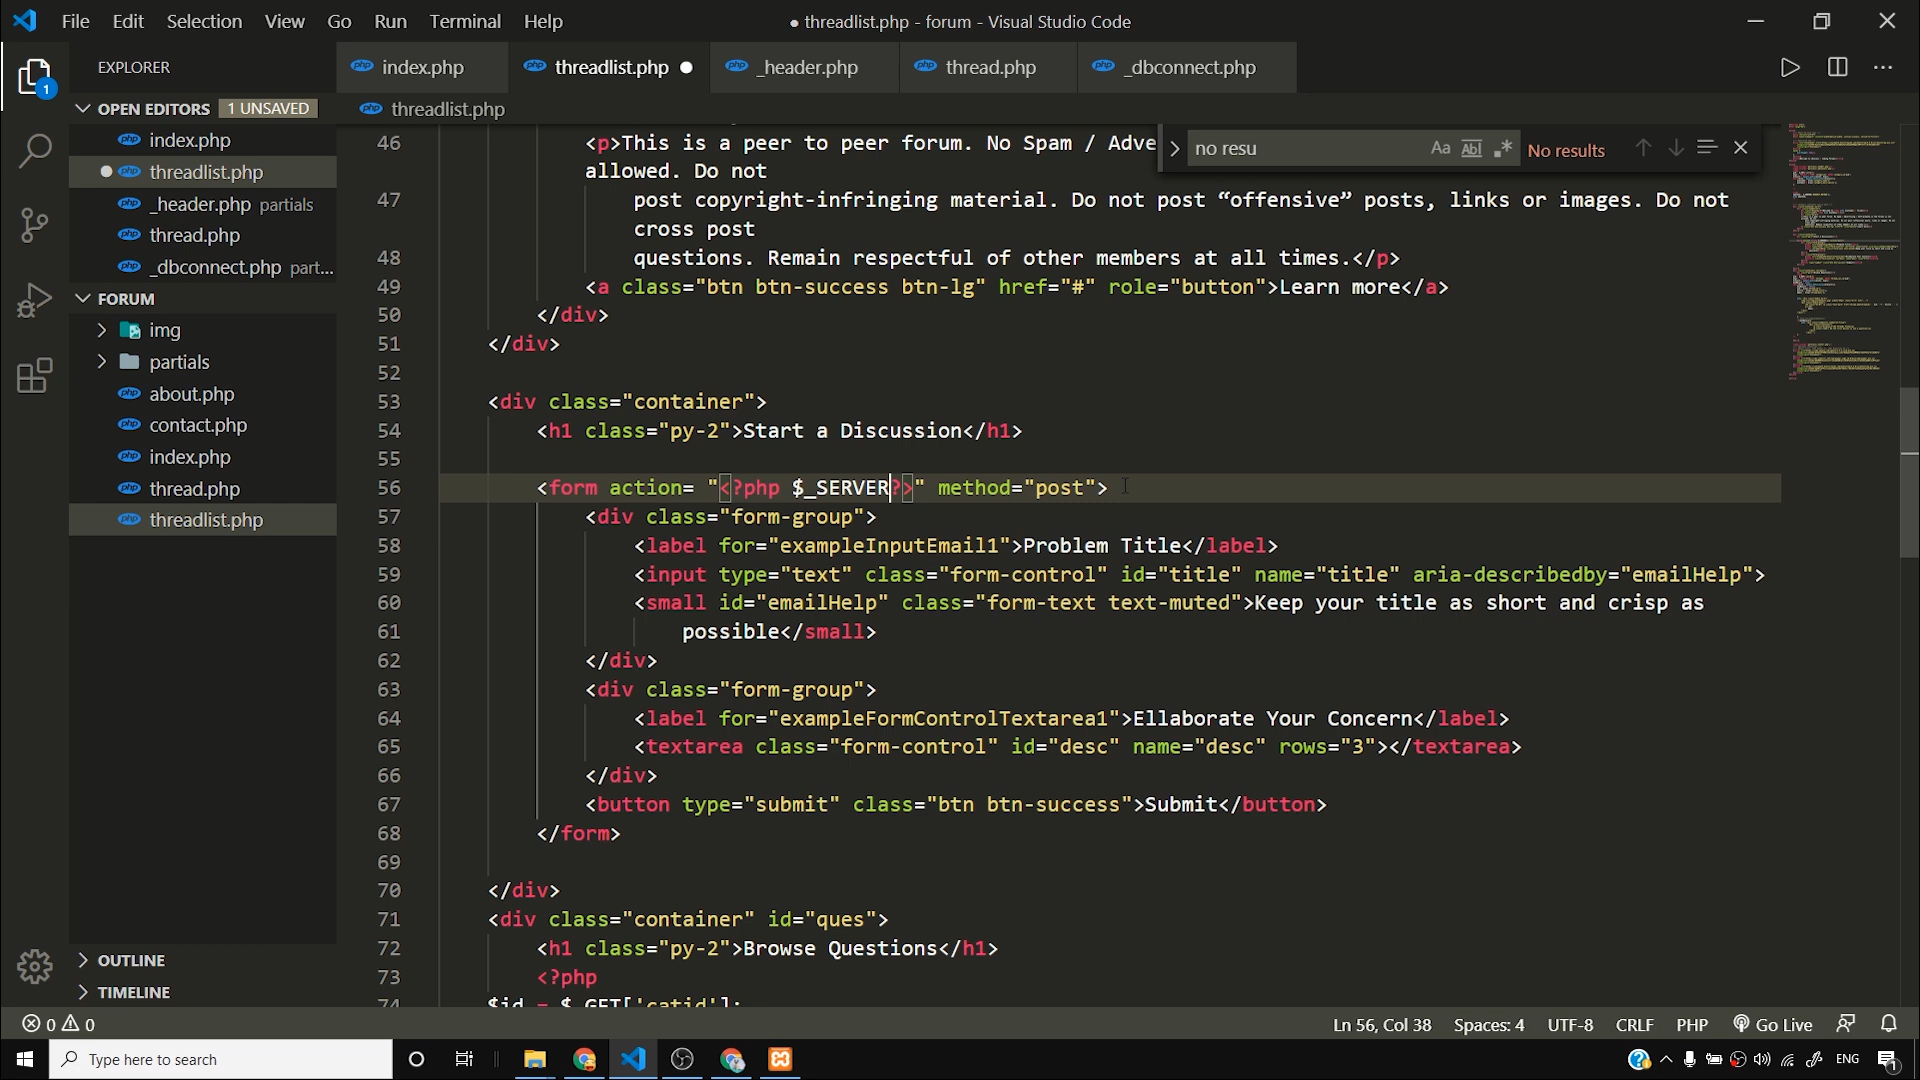 File Edit Selection View Go Run Terminal Help
● threadlist.php - forum - Visual Studio Code
EXPLORER
index.php
threadlist.php
_header.php
thread.php
_dbconnect.php
OPEN EDITORS 1 UNSAVED
threadlist.php
index.php
threadlist.php
_header.php partials
thread.php
_dbconnect.php part...
FORUM
img
partials
about.php
contact.php
index.php
thread.php
threadlist.php
OUTLINE
TIMELINE
1
no resu
Aa Abl .* No results
46 <p>This is a peer to peer forum. No Spam / Adve
allowed. Do not
47 post copyright-infringing material. Do not post “offensive” posts, links or images. Do not
cross post
48 questions. Remain respectful of other members at all times.</p>
49 <a class="btn btn-success btn-lg" href="#" role="button">Learn more</a>
50 </div>
51 </div>
52
53 <div class="container">
54 <h1 class="py-2">Start a Discussion</h1>
55
56 <form action= "<?php $_SERVER?>" method="post">
57 <div class="form-group">
58 <label for="exampleInputEmail1">Problem Title</label>
59 <input type="text" class="form-control" id="title" name="title" aria-describedby="emailHelp">
60 <small id="emailHelp" class="form-text text-muted">Keep your title as short and crisp as
61 possible</small>
62 </div>
63 <div class="form-group">
64 <label for="exampleFormControlTextarea1">Ellaborate Your Concern</label>
65 <textarea class="form-control" id="desc" name="desc" rows="3"></textarea>
66 </div>
67 <button type="submit" class="btn btn-success">Submit</button>
68 </form>
69
70 </div>
71 <div class="container" id="ques">
72 <h1 class="py-2">Browse Questions</h1>
73 <?php
74 $id = $_GET['catid'];
0 0
Ln 56, Col 38 Spaces: 4 UTF-8 CRLF PHP Go Live
Type here to search
ENG
1